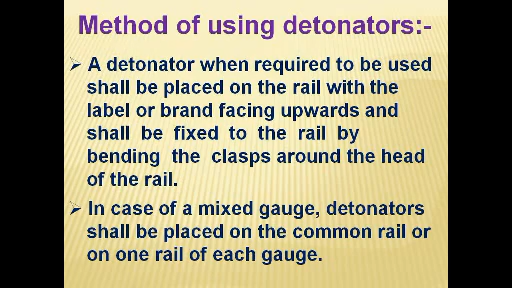 Method of using detonators:-
➢ A detonator when required to be used
shall be placed on the rail with the
label or brand facing upwards and
shall be fixed to the rail by
bending the clasps around the head
of the rail.
➢ In case of a mixed gauge, detonators
shall be placed on the common rail or
on one rail of each gauge.